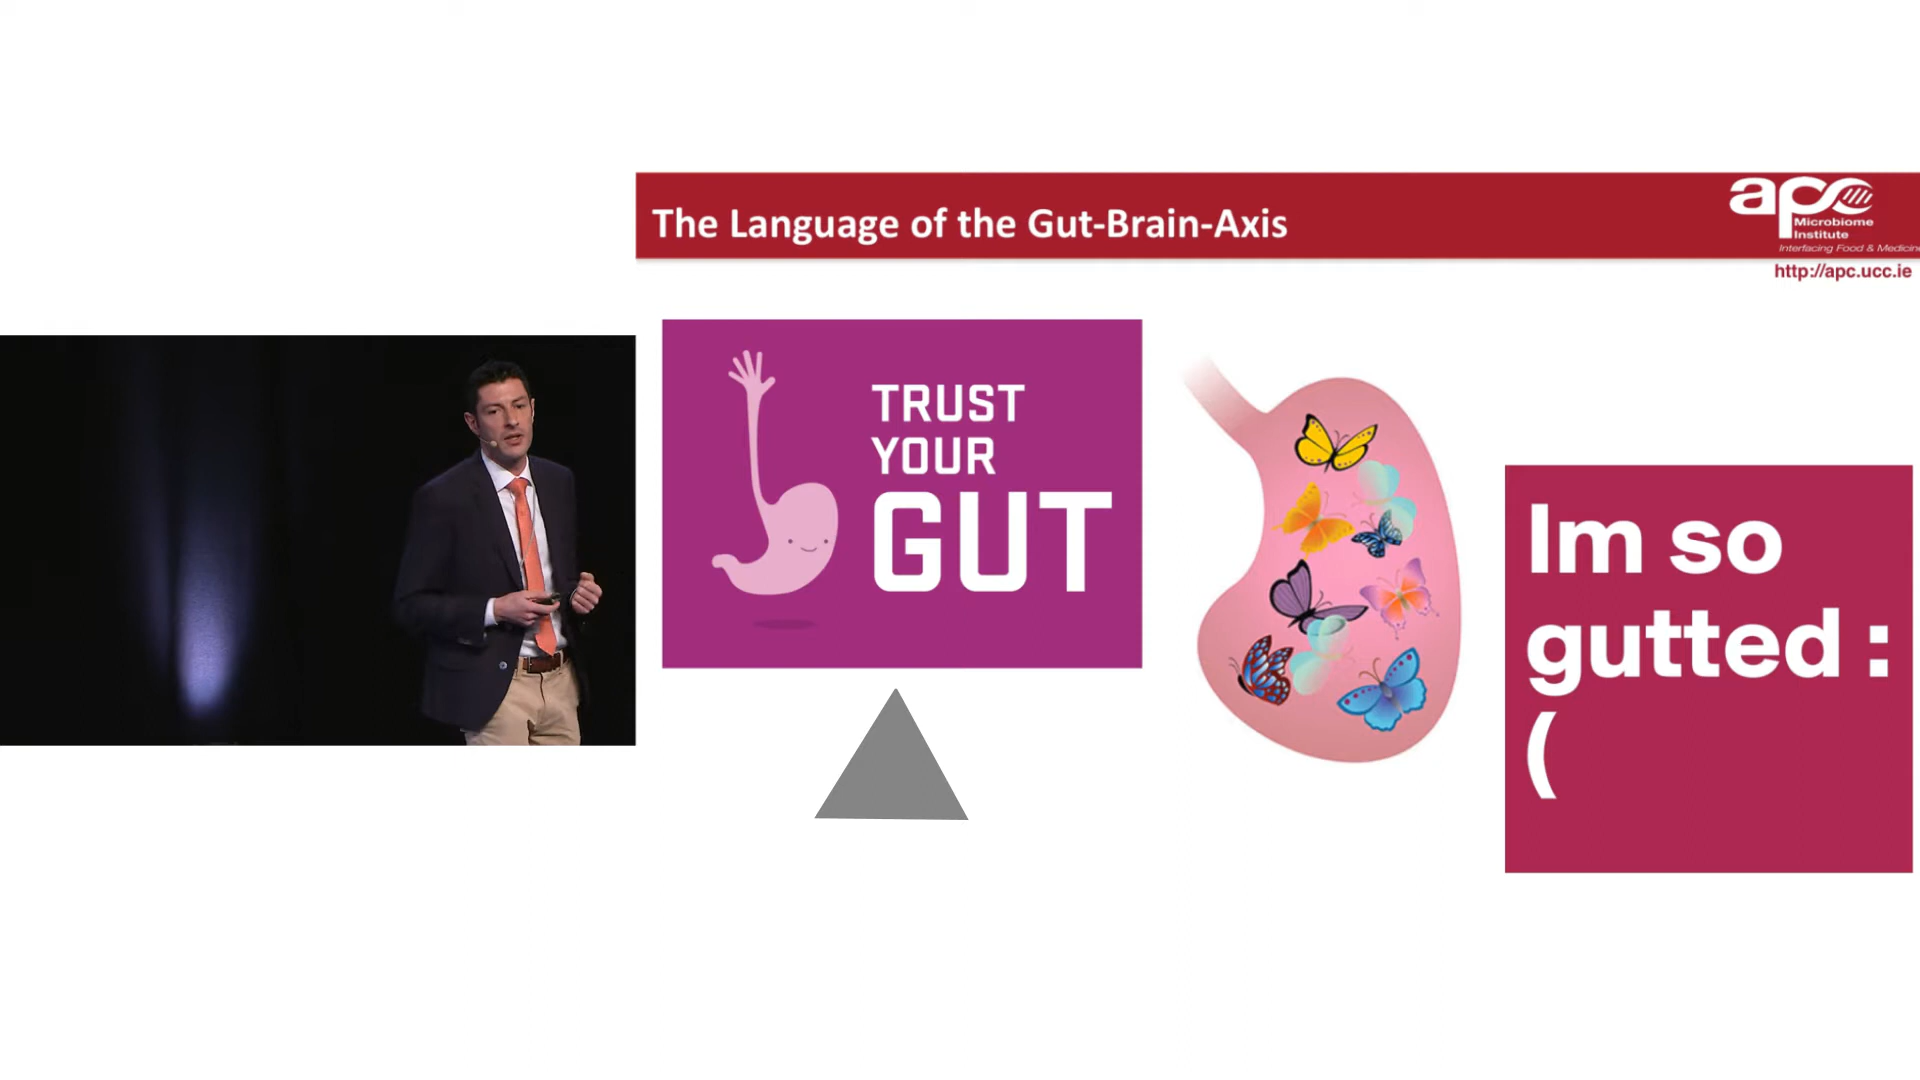 The Language of the Gut-Brain-Axis
apc
Microbiome
Institute
Interfacing Food & Medicin
http://apc.ucc.ie
TRUST
YOUR
GUT
Im so
gutted :
(